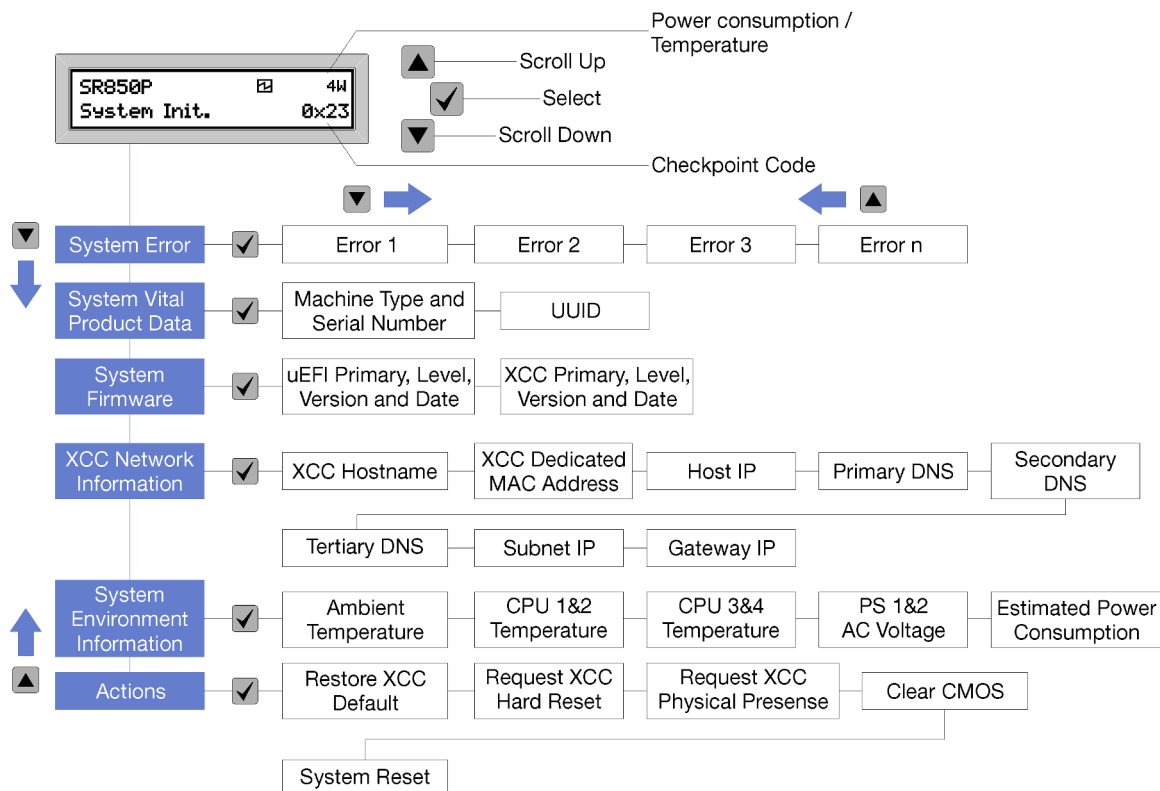 Power consumption /
Temperature
SR850P 4W
System Init. 0x23
Scroll Up
Select
Scroll Down
Checkpoint Code
System Error
Error 1
Error 2
Error 3
Error n
System Vital
Product Data
Machine Type and
Serial Number
UUID
System
Firmware
uEFI Primary, Level,
Version and Date
XCC Primary, Level,
Version and Date
XCC Network
Information
XCC Hostname
XCC Dedicated
MAC Address
Host IP
Primary DNS
Secondary
DNS
Tertiary DNS
Subnet IP
Gateway IP
System
Environment
Information
Ambient
Temperature
CPU 1&2
Temperature
CPU 3&4
Temperature
PS 1&2
AC Voltage
Estimated Power
Consumption
Actions
Restore XCC
Default
Request XCC
Hard Reset
Request XCC
Physical Presense
Clear CMOS
System Reset